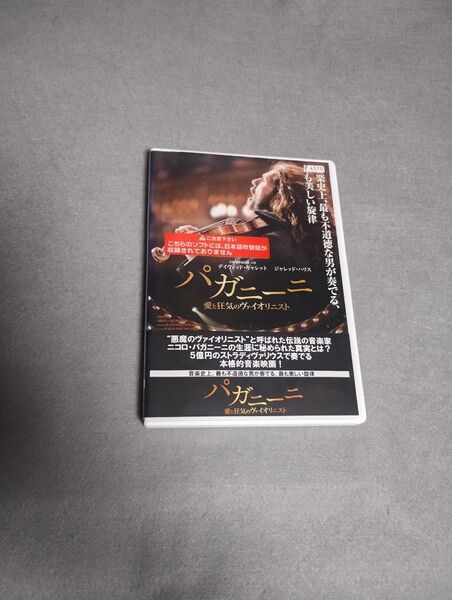 楽史上、最も不道徳な男が奏でる、
も美しい旋律
ご注意下さい
こちらのソフトには、日本語吹替版が
収録されておりません
デイヴィッド・ギャレット ジャレッド・ハリス
パガニーニ
愛と狂気のヴァイオリニスト
“悪魔のヴァイオリニスト”と呼ばれた伝説の音楽家
ニコロ・パガニーニの生涯に秘められた真実とは?
5億円のストラディヴァリウスで奏でる
本格的音楽映画!
音楽史上、最も不道徳な男が奏でる、最も美しい旋律
パガニーニ
愛と狂気のヴァイオリニスト